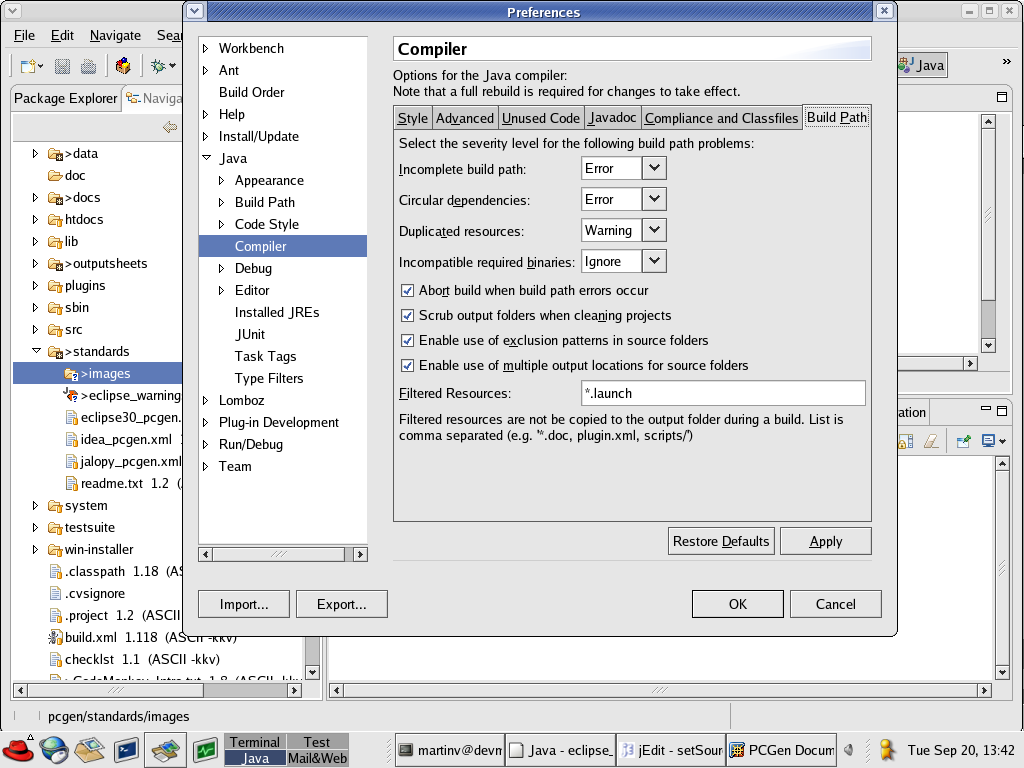 Preferences
File Edit Navigate
Java
Package Explorer
>data
doc
>docs
htdocs
lib
>outputsheets
plugins
sbin
src
>standards
>images
>eclipse_warning
eclipse30_pcgen.
idea_pcgen.xml
jalopy_pcgen.xml
readme.txt 1.2
system
testsuite
win-installer
.classpath 1.18
.cvsignore
.project 1.2 (ASCII
build.xml 1.118 (ASCII -kkv)
checklst 1.1 (ASCII -kkv)
pcgen/standards/images
Workbench
Ant
Build Order
Help
Install/Update
Java
Appearance
Build Path
Code Style
Compiler
Debug
Editor
Installed JREs
JUnit
Task Tags
Type Filters
Lomboz
Plug-in Development
Run/Debug
Team
Import... Export...
Compiler
Options for the Java compiler:
Note that a full rebuild is required for changes to take effect.
Style Advanced Unused Code Javadoc Compliance and Classfiles Build Path
Select the severity level for the following build path problems:
Incomplete build path: Error
Circular dependencies: Error
Duplicated resources: Warning
Incompatible required binaries: Ignore
Abort build when build path errors occur
Scrub output folders when cleaning projects
Enable use of exclusion patterns in source folders
Enable use of multiple output locations for source folders
Filtered Resources: *.launch
Filtered resources are not be copied to the output folder during a build. List is
comma separated (e.g. '*.doc, plugin.xml, scripts/')
Restore Defaults Apply
OK Cancel
ation
Terminal Test
Java Mail&Web
martinv@devm
Java - eclipse_
jEdit - setSour
PCGen Docum
Tue Sep 20, 13:42